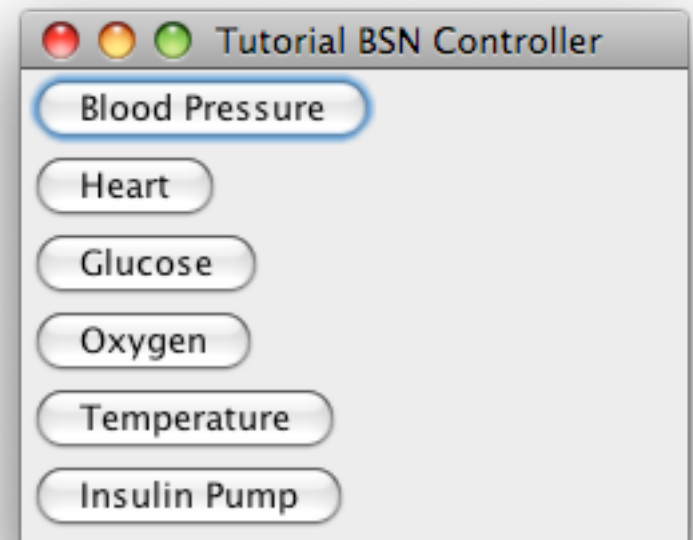 Tutorial BSN Controller
Blood Pressure
Heart
Glucose
Oxygen
Temperature
Insulin Pump